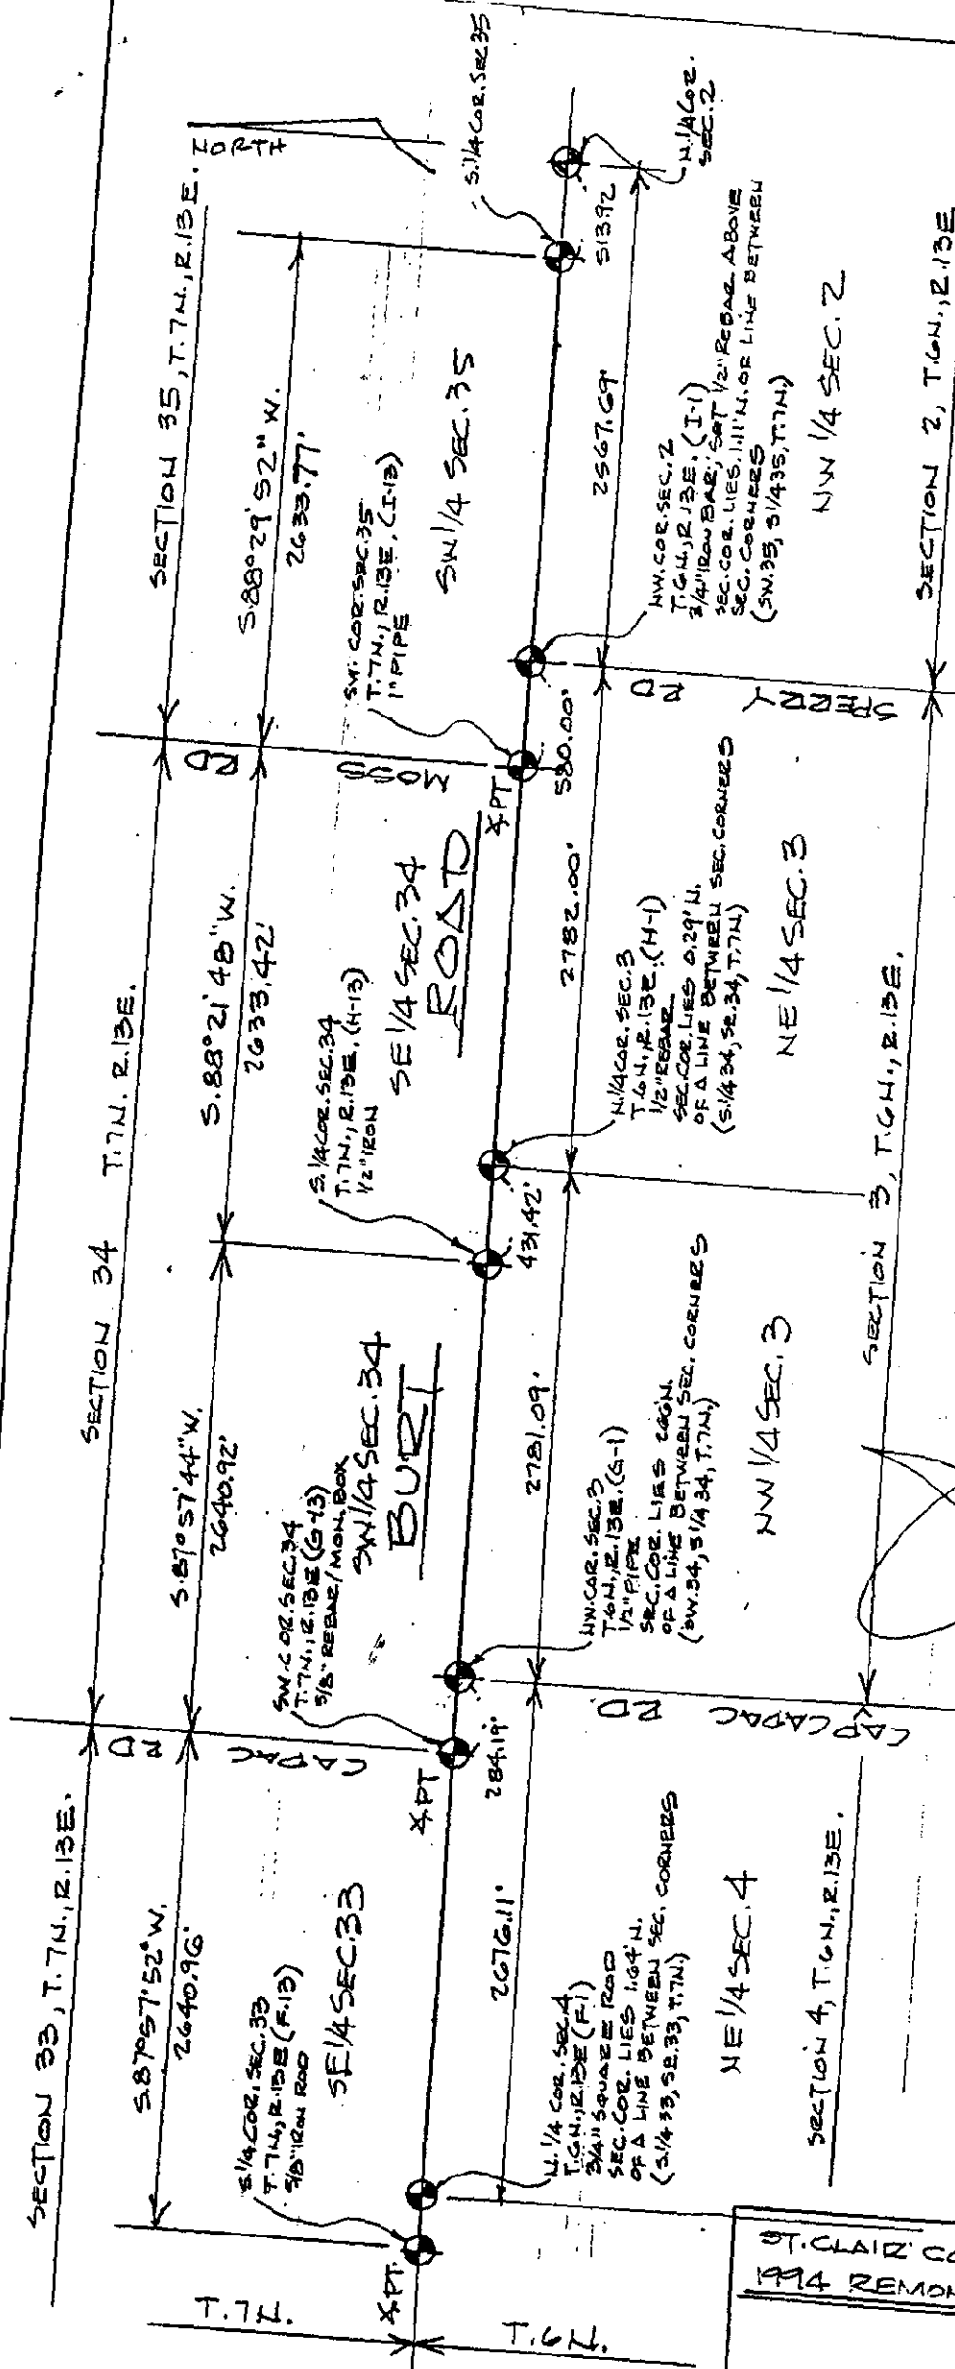 SECTION 33, T. 7N., R.13E.
SECTION 34 T.7N. R.13E.
SECTION 35, T.7N., R.13E.
NORTH
S.87°57'52"W.
2640.96'
S.87°57'44"W.
2640.92'
S.88°21'48"W.
2633.42'
S.88°29'52"W.
2633.77'
RD
CAPAC
RD
MOSS
S.1/4 COR. SEC. 33
T.7N., R.13E (F-13)
5/8" IRON ROD
SE 1/4 SEC. 33
SW. COR. SEC. 34
T.7N., R.13E (G-13)
5/8" REBAR/MON. BOX
SW 1/4 SEC. 34
BURT
S.1/4 COR. SEC. 34
T.7N., R.13E. (H-13)
1/2" IRON
SE 1/4 SEC. 34
ROAD
SW. COR. SEC. 35
T.7N., R.13E. (I-13)
1" PIPE
SW 1/4 SEC. 35
S.1/4 COR. SEC 35
∡PT.
∡PT
∡PT
284.19'
431.42'
580.00'
513.92
N.1/4 COR.
SEC. 2
2676.11'
2781.09'
2782.00'
2567.69'
N. 1/4 COR. SEC. 4
T.6N., R.13E (F-1)
3/4" SQUARE ROD
SEC. COR. LIES 1.64' N.
OF A LINE BETWEEN SEC. CORNERS
(S.1/4 33, SE. 33, T.7N.)
NE 1/4 SEC. 4
NW. COR. SEC. 3
T.6N., R.13E. (G-1)
1/2" PIPE
SEC. COR. LIES N.
OF A LINE BETWEEN SEC. CORNERS
(SW. 34, S 1/4 34, T.7N.)
NW 1/4 SEC. 3
N.1/4 COR. SEC. 3
T.6N., R.13E. (H-1)
1/2" REBAR
SEC. COR. LIES 0.29' N.
OF A LINE BETWEEN SEC. CORNERS
(S.1/4 34, SE. 34, T.7N.)
NE 1/4 SEC. 3
NW. COR. SEC. 2
T.6N., R.13E. (I-1)
3/4" IRON BAR; SET 1/2" REBAR ABOVE
SEC. COR. LIES 1.11' N. OF LINE BETWEEN
SEC. CORNERS
(SW. 35, S 1/4 35, T.7N.)
NW 1/4 SEC. 2
RD
CAPAC
CAPAC
RD
SPERRY
SECTION 4, T.6N., R.13E.
SECTION 3, T.6N., R.13E.
SECTION 2, T.6N., R.13E
T.7N.
T.6N.
ST. CLAIR CO
1994 REMON